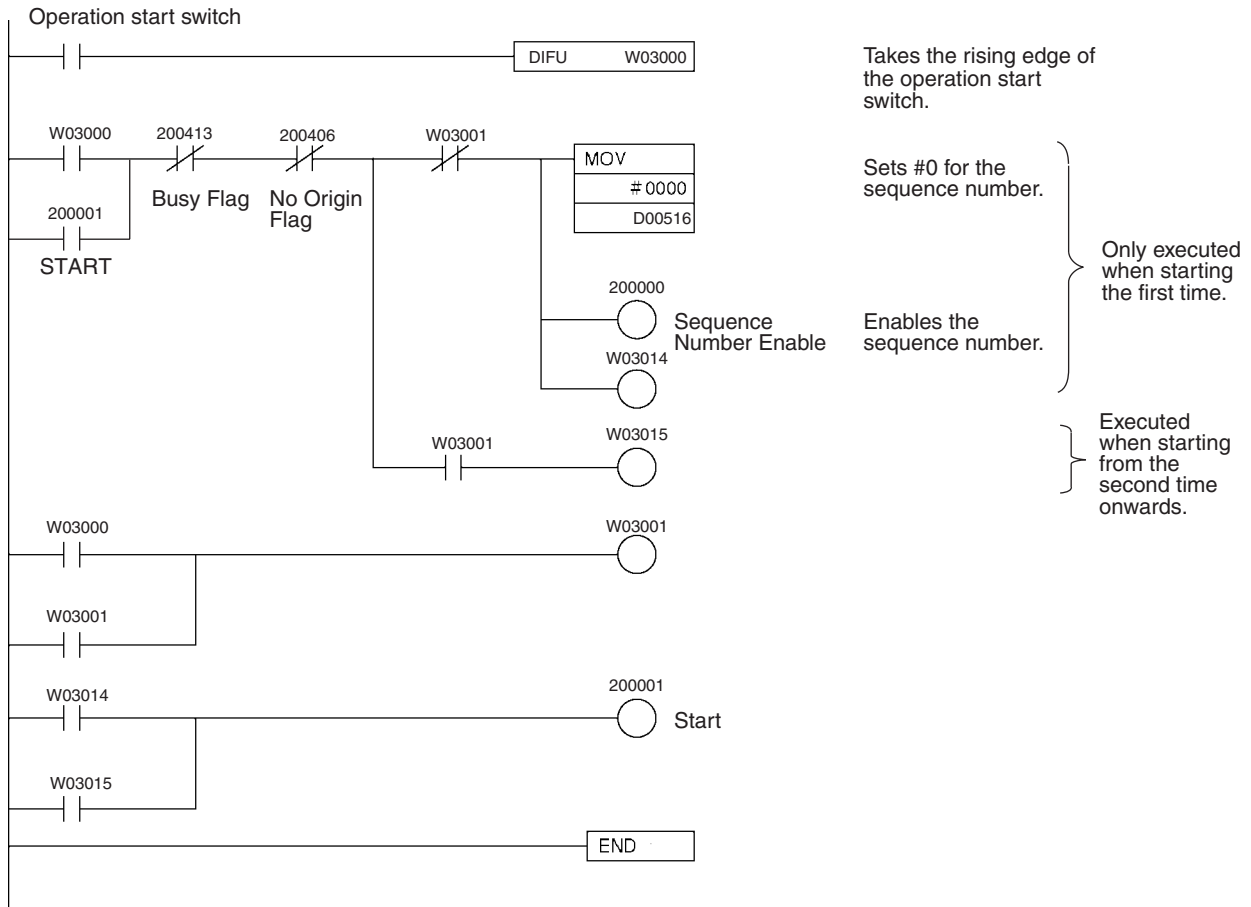 Operation start switch
DIFU W03000
Takes the rising edge of
the operation start
switch.
W03000 200413 200406 W03001
MOV
#0000
D00516
Busy Flag
No Origin
Flag
Sets #0 for the
sequence number.
200001
START
Only executed
when starting
the first time.
200000
Sequence
Number Enable
Enables the
sequence number.
W03014
W03001
W03015
Executed
when starting
from the
second time
onwards.
W03000
W03001
W03001
W03014
200001
Start
W03015
END